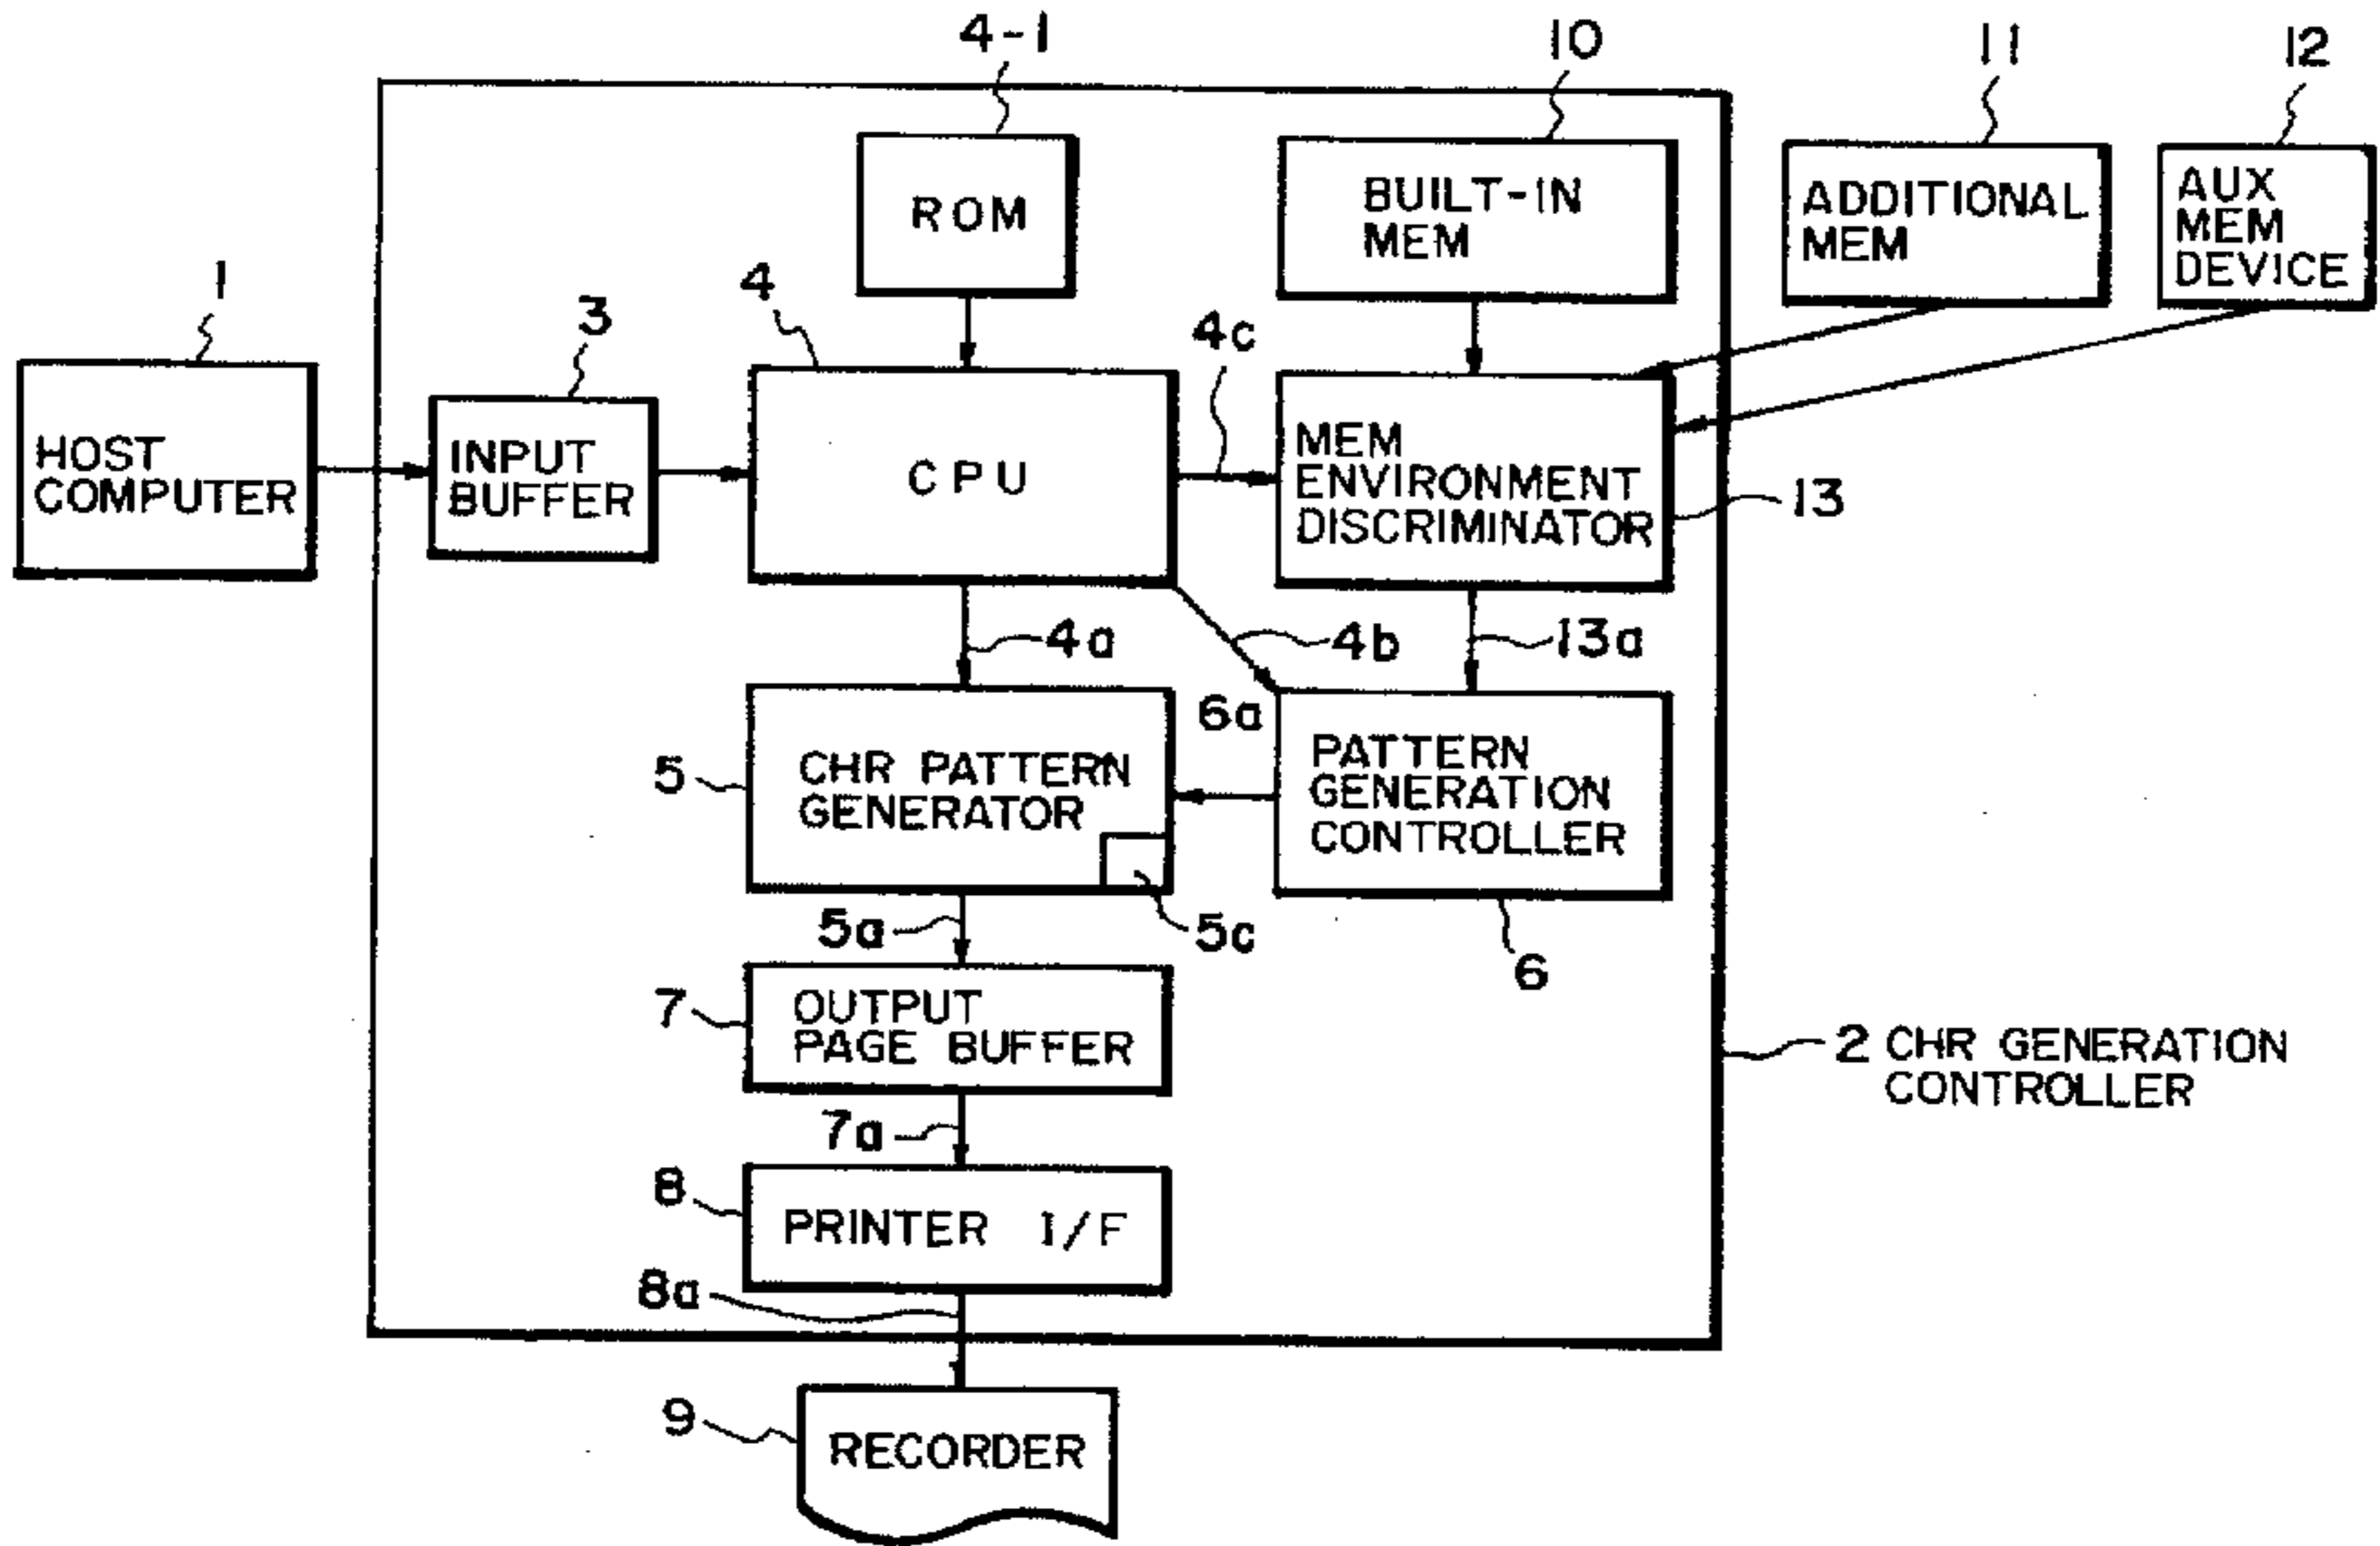 4-1
10
11
12
ROM
BUILT-IN
MEM
ADDITIONAL
MEM
AUX
MEM
DEVICE
1
3
4
4c
HOST
COMPUTER
INPUT
BUFFER
CPU
MEM
ENVIRONMENT
DISCRIMINATOR
13
4a
4b
13a
6a
5
CHR PATTERN
GENERATOR
PATTERN
GENERATION
CONTROLLER
5a
5c
6
7
OUTPUT
PAGE BUFFER
2 CHR GENERATION
CONTROLLER
7a
8
PRINTER I/F
8a
9
RECORDER